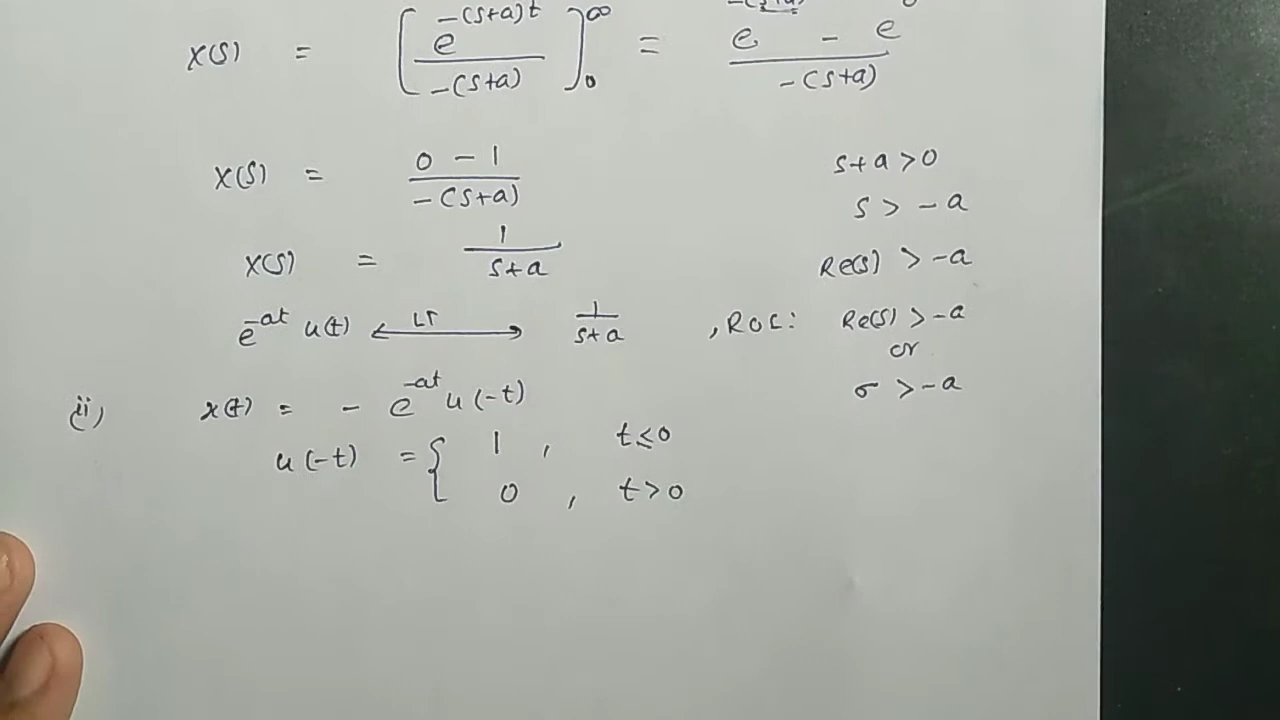 X(S) = [e^-(s+a)t / -(s+a)]_0^∞ = e^-(s+a) - e / -(s+a)
X(S) = 0 - 1 / -(s+a) s+a>0
s > -a
X(S) = 1 / s+a Re(s) > -a
e^-at u(t) <-LT-> 1 / s+a , ROC: Re(s) > -a
or
σ > -a
(ii) x(t) = - e^-at u(-t)
u(-t) = { 1 , t≤0
0 , t>0